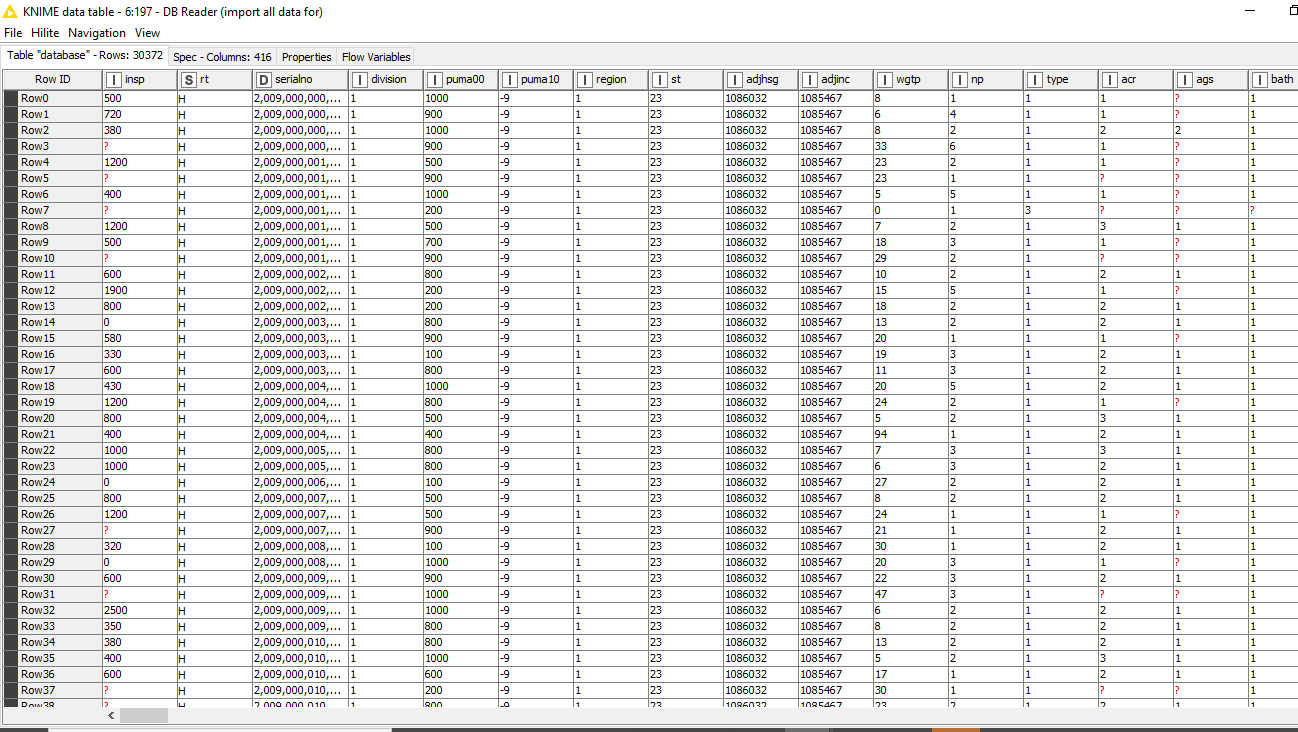 KNIME data table - 6:197 - DB Reader (import all data for)
File Hilite Navigation View
Table "database" - Rows: 30372 Spec - Columns: 416 Properties Flow Variables
Row ID I insp S rt D serialno I division I puma00 I puma10 I region I st I adjhsg I adjinc I wgtp I np I type I acr I ags I bath
Row0 500 H 2,009,000,000,... 1 1000 -9 1 23 1086032 1085467 8 1 1 1 ? 1
Row1 720 H 2,009,000,000,... 1 900 -9 1 23 1086032 1085467 6 4 1 1 ? 1
Row2 380 H 2,009,000,000,... 1 1000 -9 1 23 1086032 1085467 8 2 1 2 2 1
Row3 ? H 2,009,000,000,... 1 900 -9 1 23 1086032 1085467 33 6 1 1 ? 1
Row4 1200 H 2,009,000,001,... 1 500 -9 1 23 1086032 1085467 23 2 1 1 ? 1
Row5 ? H 2,009,000,001,... 1 900 -9 1 23 1086032 1085467 23 1 1 ? ? 1
Row6 400 H 2,009,000,001,... 1 1000 -9 1 23 1086032 1085467 5 5 1 1 ? 1
Row7 ? H 2,009,000,001,... 1 200 -9 1 23 1086032 1085467 0 1 3 ? ? ?
Row8 1200 H 2,009,000,001,... 1 500 -9 1 23 1086032 1085467 7 2 1 3 1 1
Row9 500 H 2,009,000,001,... 1 700 -9 1 23 1086032 1085467 18 3 1 1 ? 1
Row10 ? H 2,009,000,001,... 1 900 -9 1 23 1086032 1085467 29 2 1 ? ? 1
Row11 600 H 2,009,000,002,... 1 800 -9 1 23 1086032 1085467 10 2 1 2 1 1
Row12 1900 H 2,009,000,002,... 1 200 -9 1 23 1086032 1085467 15 5 1 1 ? 1
Row13 800 H 2,009,000,002,... 1 200 -9 1 23 1086032 1085467 18 2 1 2 1 1
Row14 0 H 2,009,000,003,... 1 800 -9 1 23 1086032 1085467 13 2 1 2 1 1
Row15 580 H 2,009,000,003,... 1 900 -9 1 23 1086032 1085467 20 1 1 1 ? 1
Row16 330 H 2,009,000,003,... 1 100 -9 1 23 1086032 1085467 19 3 1 2 1 1
Row17 600 H 2,009,000,003,... 1 800 -9 1 23 1086032 1085467 11 3 1 2 1 1
Row18 430 H 2,009,000,004,... 1 1000 -9 1 23 1086032 1085467 20 5 1 2 1 1
Row19 1200 H 2,009,000,004,... 1 800 -9 1 23 1086032 1085467 24 2 1 1 ? 1
Row20 800 H 2,009,000,004,... 1 500 -9 1 23 1086032 1085467 5 2 1 3 1 1
Row21 400 H 2,009,000,004,... 1 400 -9 1 23 1086032 1085467 94 1 1 2 1 1
Row22 1000 H 2,009,000,005,... 1 800 -9 1 23 1086032 1085467 7 3 1 3 1 1
Row23 1000 H 2,009,000,005,... 1 800 -9 1 23 1086032 1085467 6 3 1 2 1 1
Row24 0 H 2,009,000,006,... 1 100 -9 1 23 1086032 1085467 27 2 1 2 1 1
Row25 800 H 2,009,000,007,... 1 500 -9 1 23 1086032 1085467 8 2 1 2 1 1
Row26 1200 H 2,009,000,007,... 1 500 -9 1 23 1086032 1085467 24 1 1 1 ? 1
Row27 ? H 2,009,000,007,... 1 900 -9 1 23 1086032 1085467 21 1 1 2 1 1
Row28 320 H 2,009,000,008,... 1 100 -9 1 23 1086032 1085467 30 1 1 2 1 1
Row29 0 H 2,009,000,008,... 1 1000 -9 1 23 1086032 1085467 20 3 1 1 ? 1
Row30 600 H 2,009,000,009,... 1 900 -9 1 23 1086032 1085467 22 3 1 2 1 1
Row31 ? H 2,009,000,009,... 1 1000 -9 1 23 1086032 1085467 47 3 1 ? ? 1
Row32 2500 H 2,009,000,009,... 1 1000 -9 1 23 1086032 1085467 6 2 1 2 1 1
Row33 350 H 2,009,000,009,... 1 800 -9 1 23 1086032 1085467 8 2 1 2 1 1
Row34 380 H 2,009,000,010,... 1 800 -9 1 23 1086032 1085467 13 2 1 2 1 1
Row35 400 H 2,009,000,010,... 1 1000 -9 1 23 1086032 1085467 5 2 1 3 1 1
Row36 600 H 2,009,000,010,... 1 600 -9 1 23 1086032 1085467 17 1 1 2 1 1
Row37 ? H 2,009,000,010,... 1 200 -9 1 23 1086032 1085467 30 1 1 ? ? 1
Row38 ? H 2,009,000,010,... 1 800 -9 1 23 1086032 1085467 23 2 1 2 1 1